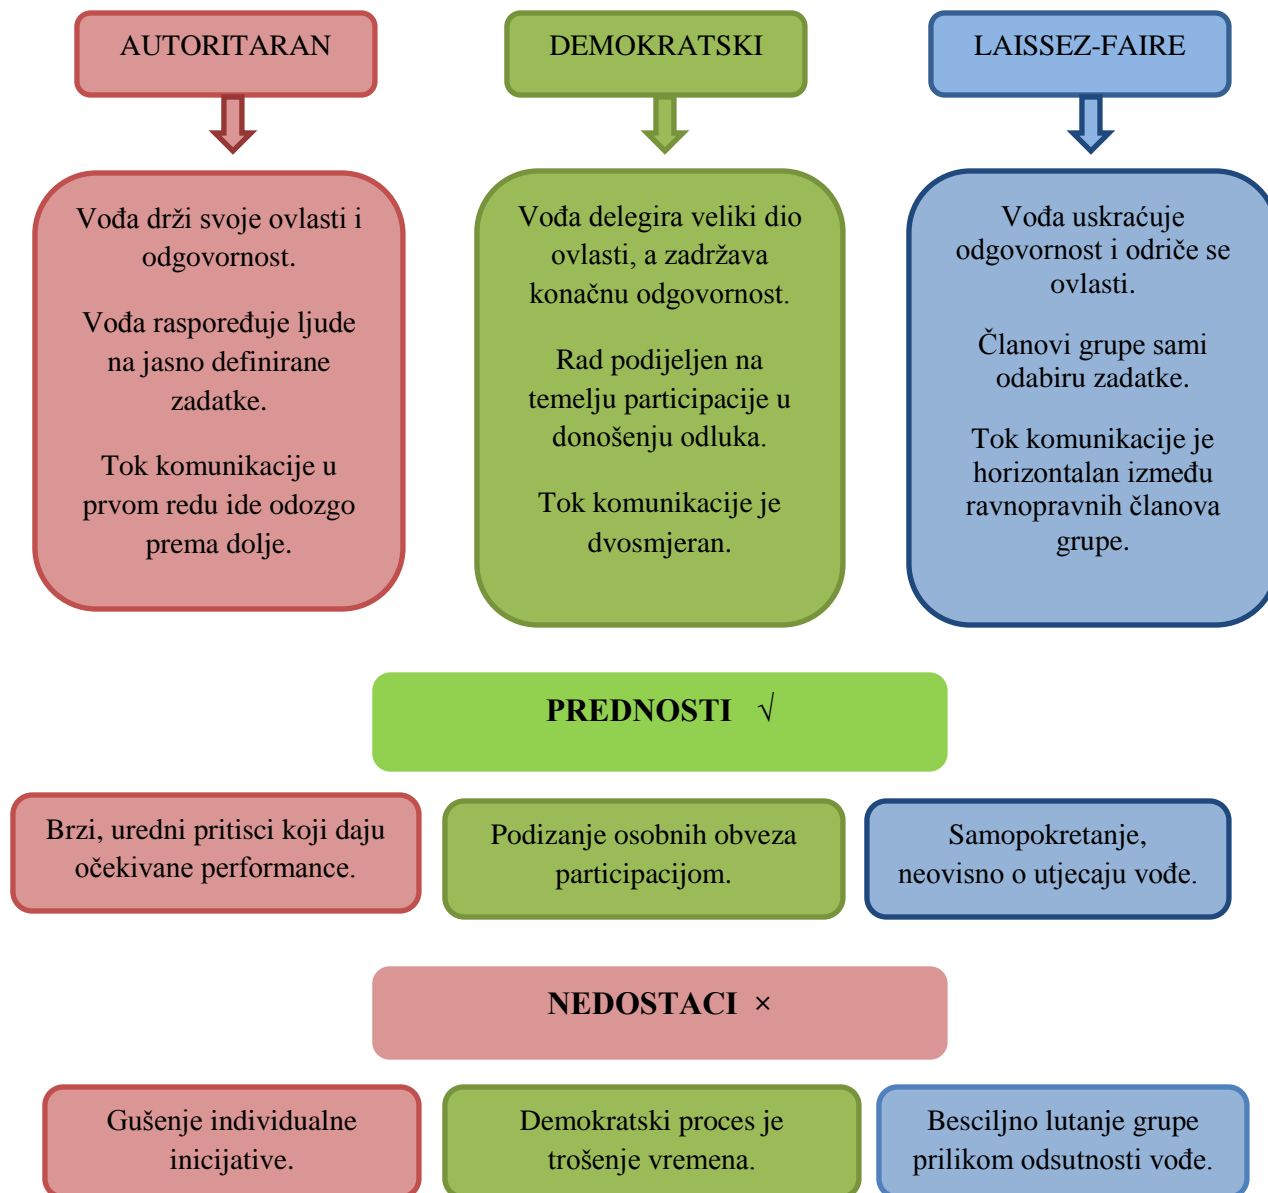 AUTORITARAN
DEMOKRATSKI
LAISSEZ-FAIRE
Vođa drži svoje ovlasti i
odgovornost.
Vođa raspoređuje ljude
na jasno definirane
zadatke.
Tok komunikacije u
prvom redu ide odozgo
prema dolje.
Vođa delegira veliki dio
ovlasti, a zadržava
konačnu odgovornost.
Rad podijeljen na
temelju participacije u
donošenju odluka.
Tok komunikacije je
dvosmjeran.
Vođa uskraćuje
odgovornost i odriče se
ovlasti.
Članovi grupe sami
odabiru zadatke.
Tok komunikacije je
horizontalan između
ravnopravnih članova
grupe.
PREDNOSTI √
Brzi, uredni pritisci koji daju
očekivane performance.
Podizanje osobnih obveza
participacijom.
Samopokretanje,
neovisno o utjecaju vođe.
NEDOSTACI ×
Gušenje individualne
inicijative.
Demokratski proces je
trošenje vremena.
Besciljno lutanje grupe
prilikom odsutnosti vođe.